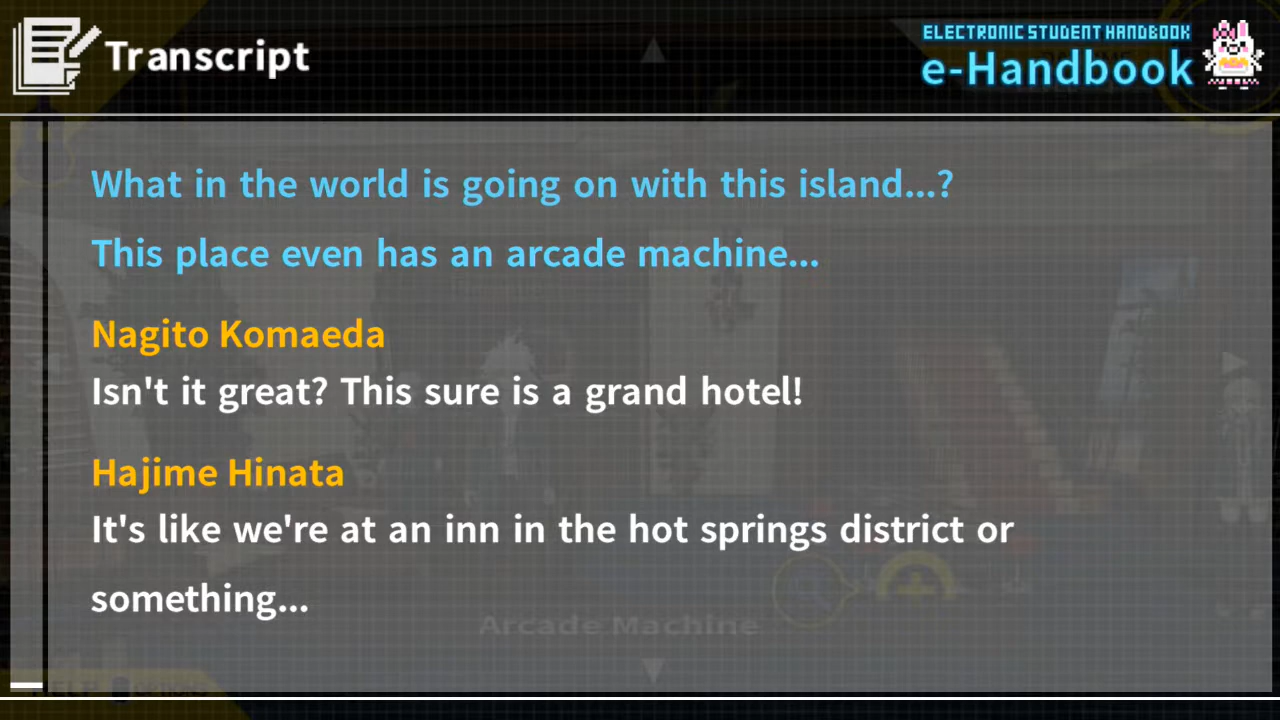 Transcript
ELECTRONIC STUDENT HANDBOOK
e-Handbook
What in the world is going on with this island...?
This place even has an arcade machine...
Nagito Komaeda
Isn't it great? This sure is a grand hotel!
Hajime Hinata
It's like we're at an inn in the hot springs district or
something...
Arcade Machine
HELP OPTIONS